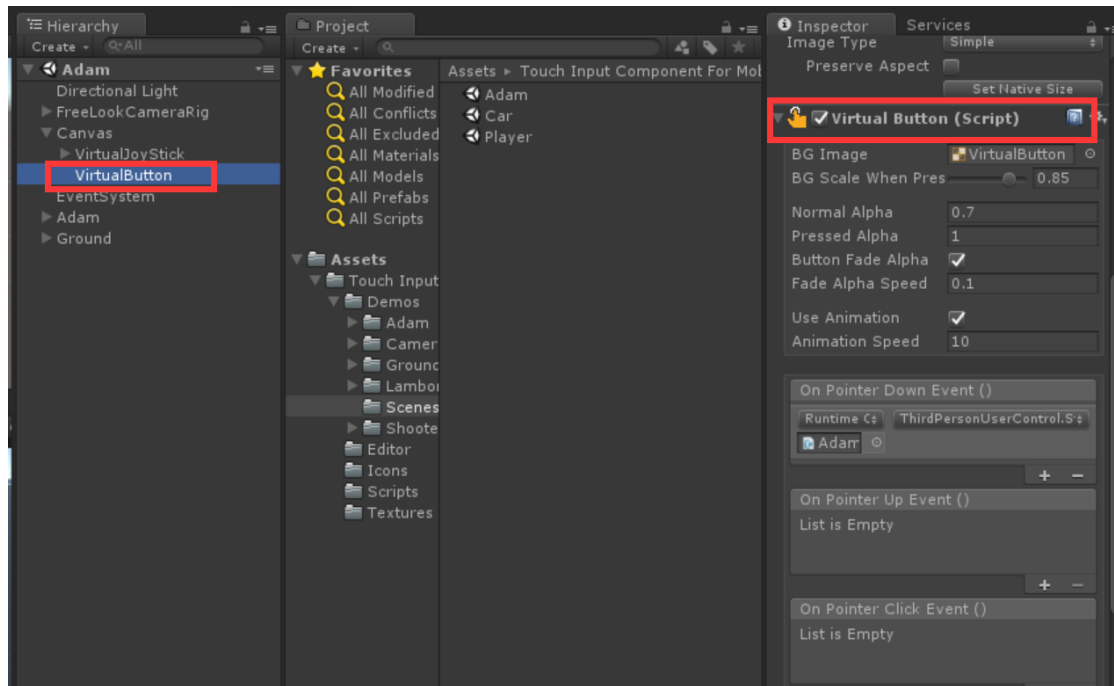 Hierarchy
Create
All
Adam
Directional Light
FreeLookCameraRig
Canvas
VirtualJoyStick
VirtualButton
EventSystem
Adam
Ground
Project
Create
Favorites
All Modified
All Conflicts
All Excluded
All Materials
All Models
All Prefabs
All Scripts
Assets
Touch Input
Demos
Adam
Camer
Ground
Lambor
Scenes
Shoote
Editor
Icons
Scripts
Textures
Assets ▸ Touch Input Component For Mob
Adam
Car
Player
Inspector
Services
Image Type Simple
Preserve Aspect
Set Native Size
Virtual Button (Script)
BG Image VirtualButton
BG Scale When Pres 0.85
Normal Alpha 0.7
Pressed Alpha 1
Button Fade Alpha
Fade Alpha Speed 0.1
Use Animation
Animation Speed 10
On Pointer Down Event ()
Runtime ThirdPersonUserControl.S
Adam
+ −
On Pointer Up Event ()
List is Empty
+ −
On Pointer Click Event ()
List is Empty